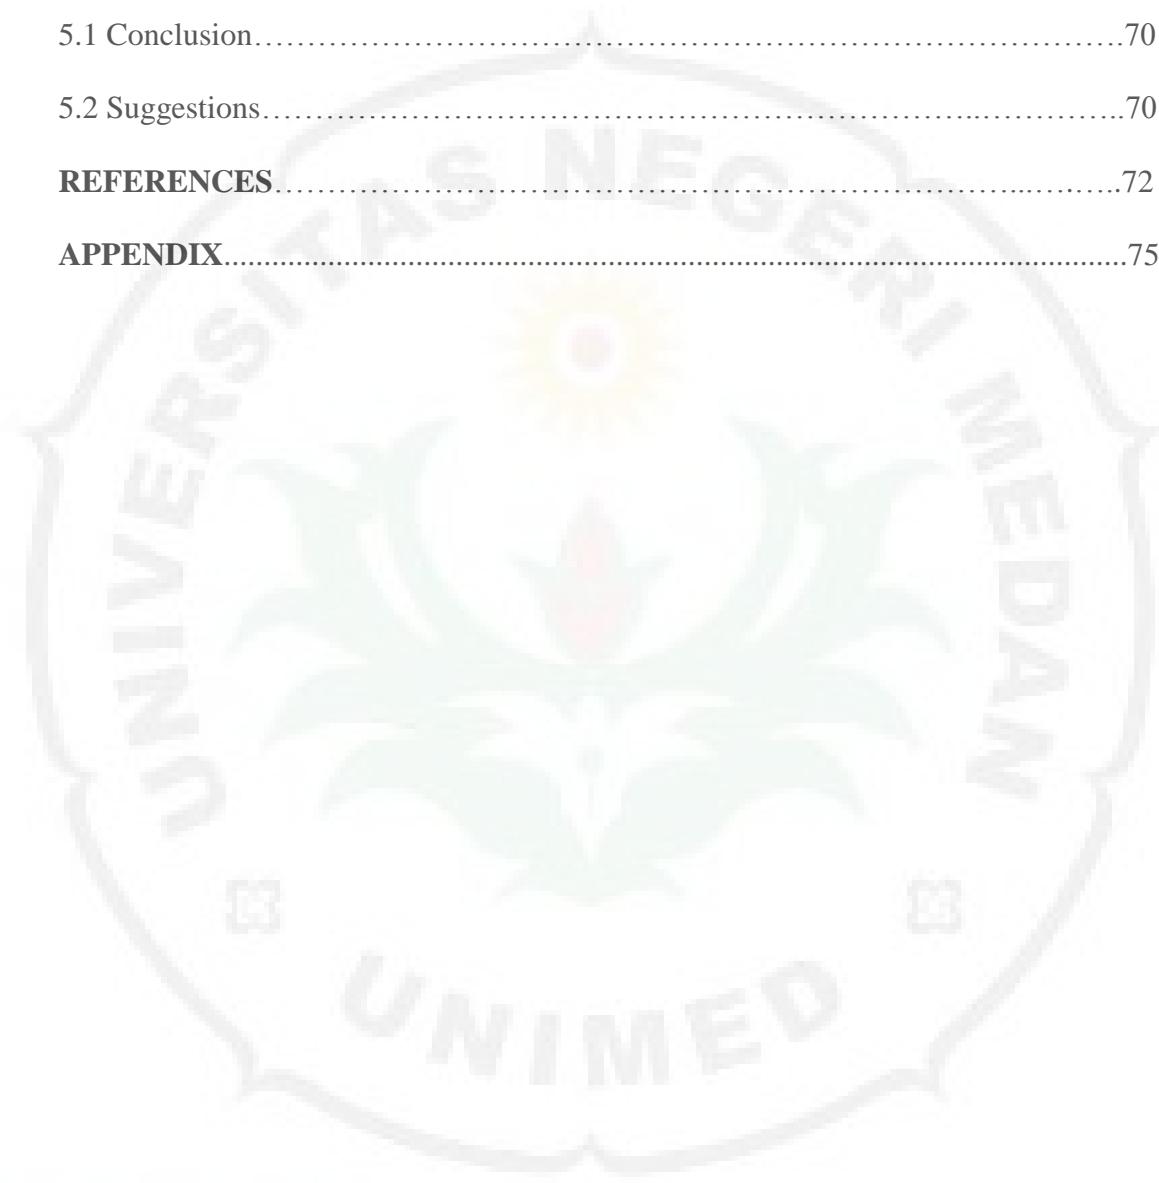 5.1 Conclusion……………………………………………………………………………….70
5.2 Suggestions…………………………………………………………..…………..70
REFERENCES…………………………………………………………..….…..72
APPENDIX...............................................................................................................75
UNIVERSITAS NEGERI MEDAN
UNIMED